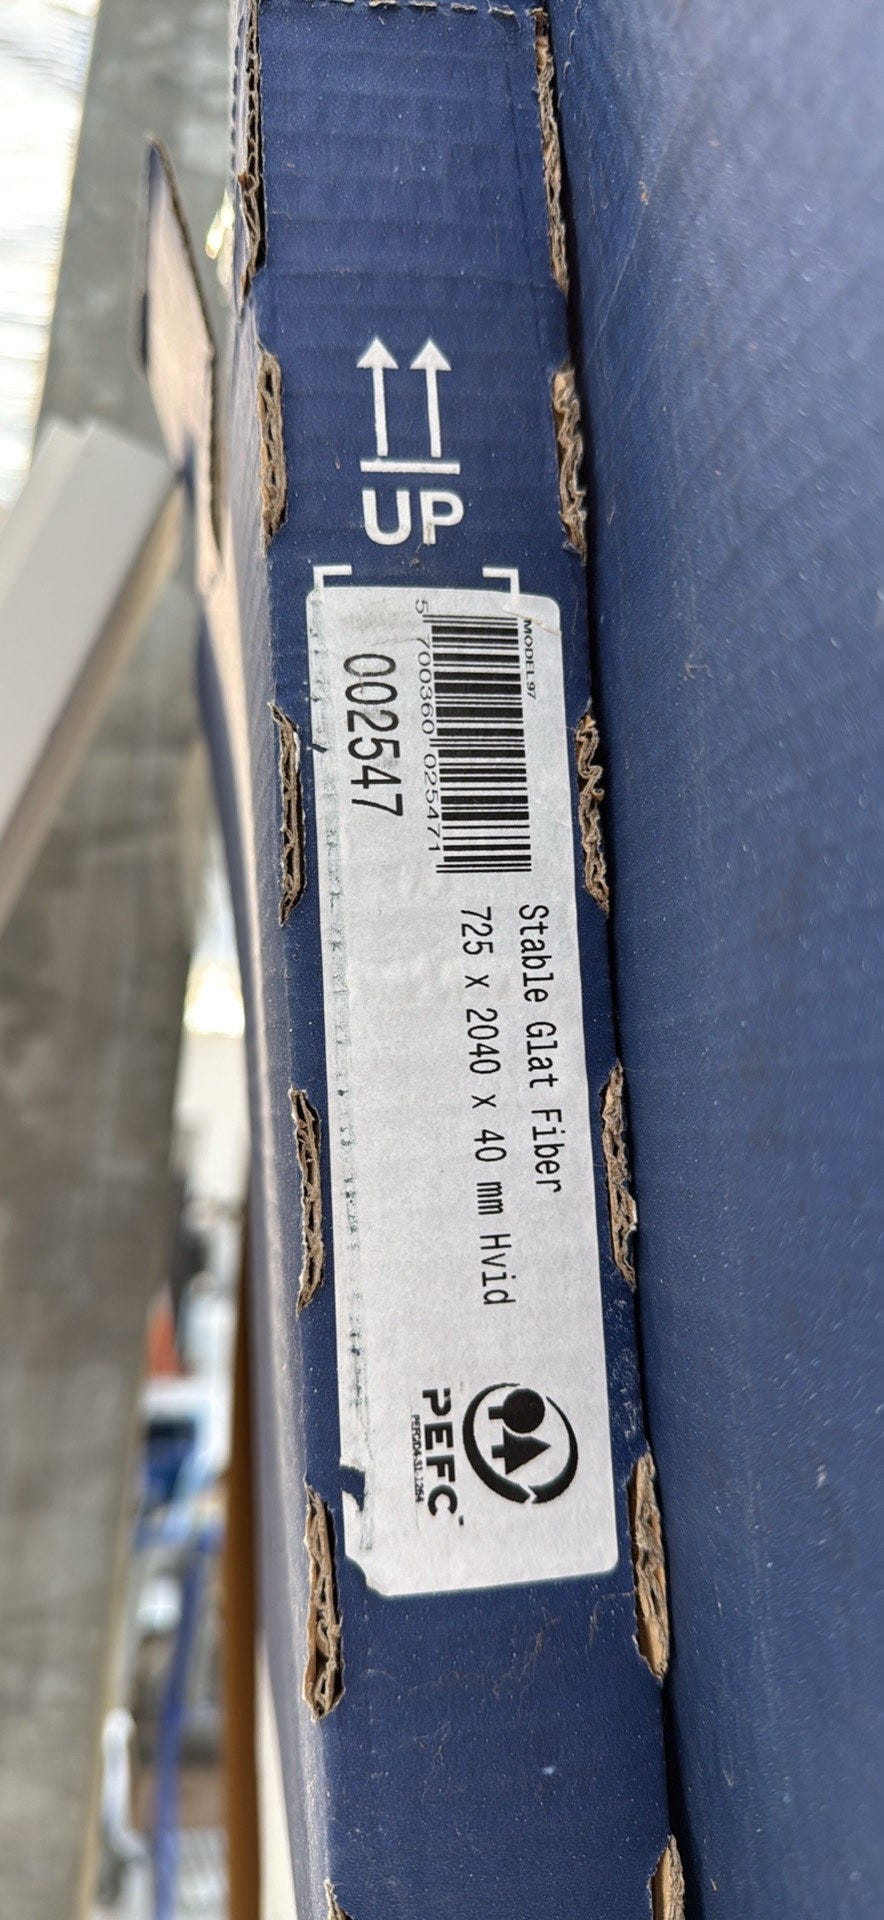 UP
MODEL 97
5 700360 025471
002547
Stable Glat Fiber
725 x 2040 x 40 mm Hvid
PEFC